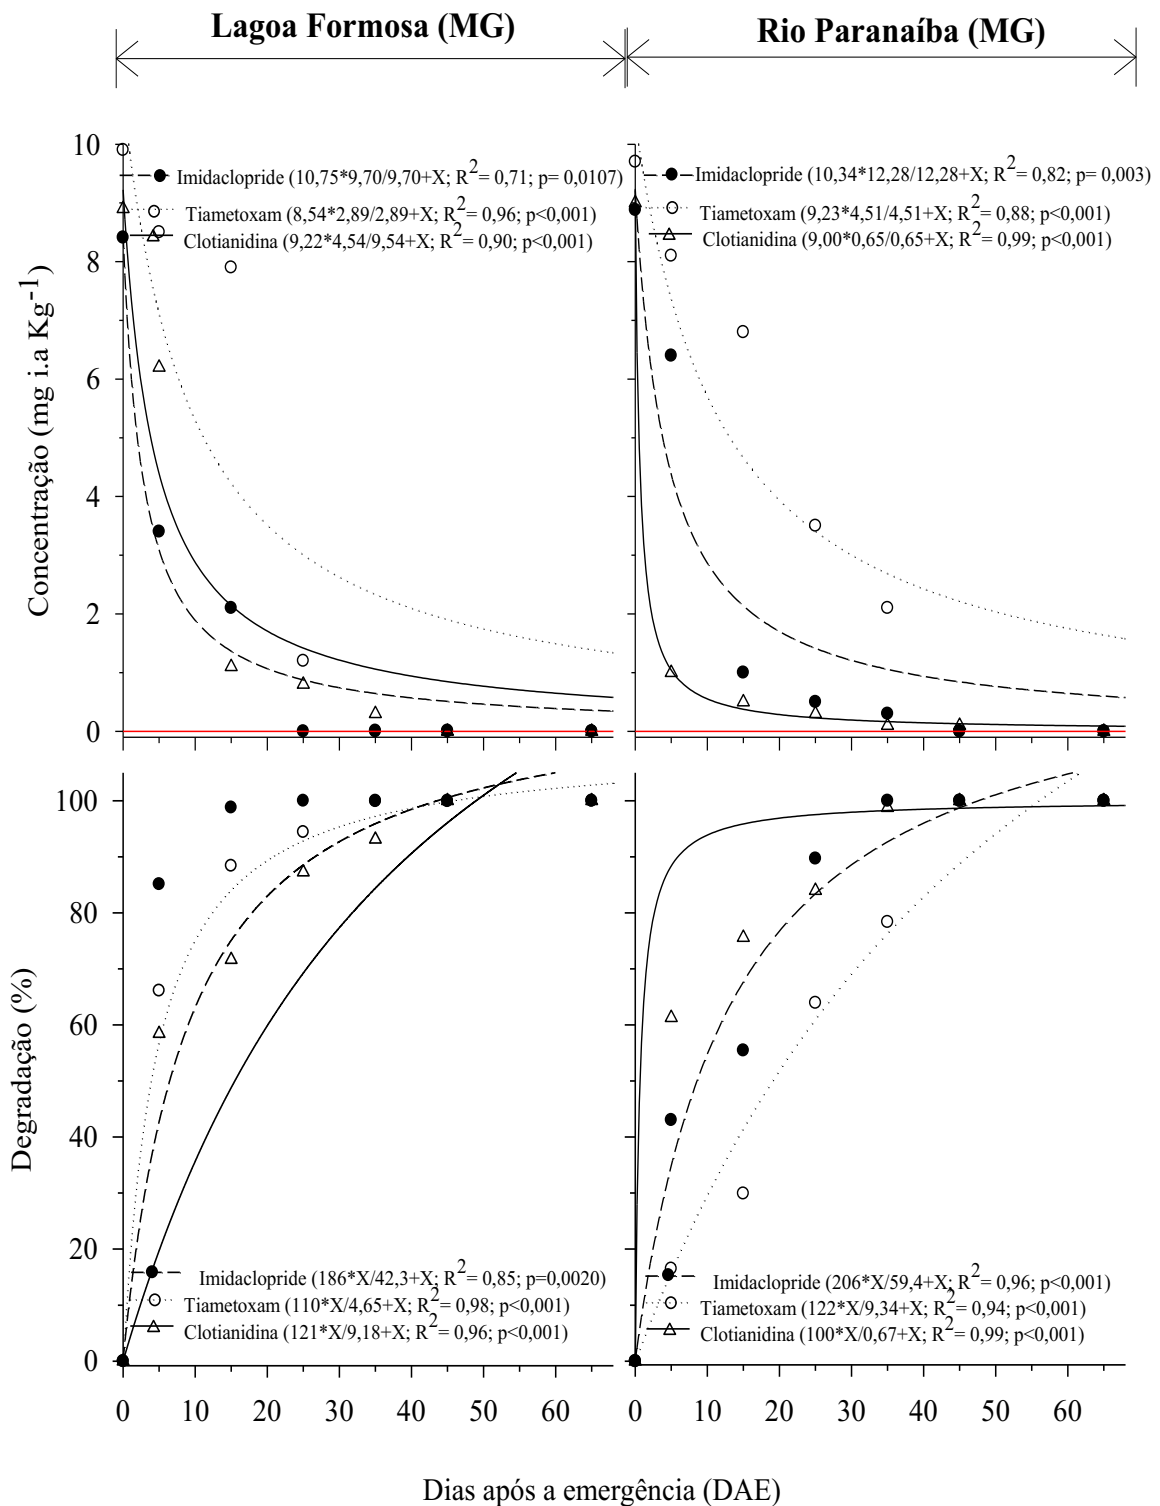 Lagoa Formosa (MG)
Rio Paranaíba (MG)
Concentração (mg i.a Kg-1)
10
8
6
4
2
0
Imidaclopride (10,75*9,70/9,70+X; R2= 0,71; p= 0,0107)
Tiametoxam (8,54*2,89/2,89+X; R2= 0,96; p<0,001)
Clotianidina (9,22*4,54/9,54+X; R2= 0,90; p<0,001)
Imidaclopride (10,34*12,28/12,28+X; R2= 0,82; p= 0,003)
Tiametoxam (9,23*4,51/4,51+X; R2= 0,88; p<0,001)
Clotianidina (9,00*0,65/0,65+X; R2= 0,99; p<0,001)
Degradação (%)
100
80
60
40
20
0
Imidaclopride (186*X/42,3+X; R2= 0,85; p=0,0020)
Tiametoxam (110*X/4,65+X; R2= 0,98; p<0,001)
Clotianidina (121*X/9,18+X; R2= 0,96; p<0,001)
Imidaclopride (206*X/59,4+X; R2= 0,96; p<0,001)
Tiametoxam (122*X/9,34+X; R2= 0,94; p<0,001)
Clotianidina (100*X/0,67+X; R2= 0,99; p<0,001)
0 10 20 30 40 50 60
0 10 20 30 40 50 60
Dias após a emergência (DAE)